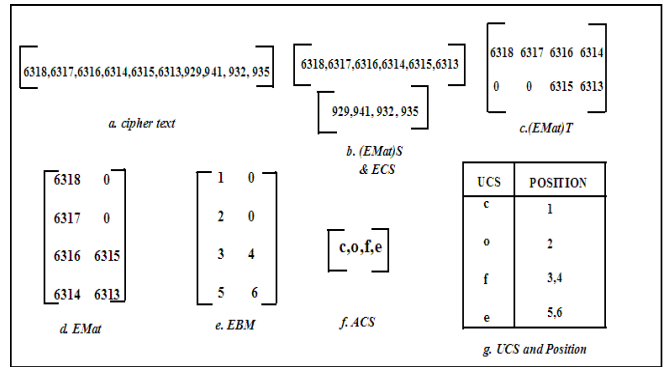 6318,6317,6316,6314,6315,6313,929,941, 932, 935
a. cipher text
6318,6317,6316,6314,6315,6313
929,941, 932, 935
b. (EMat)S
& ECS
6318 6317 6316 6314
0 0 6315 6313
c.(EMat)T
6318 0
6317 0
6316 6315
6314 6313
d. EMat
1 0
2 0
3 4
5 6
e. EBM
c,o,f,e
f. ACS
UCS POSITION
c 1
o 2
f 3,4
e 5,6
g. UCS and Position